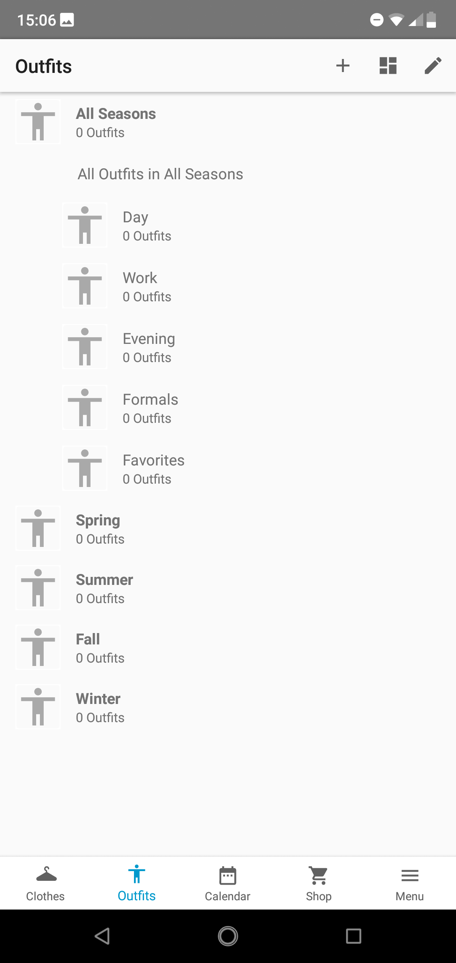 15:06
Outfits
All Seasons
0 Outfits
All Outfits in All Seasons
Day
0 Outfits
Work
0 Outfits
Evening
0 Outfits
Formals
0 Outfits
Favorites
0 Outfits
Spring
0 Outfits
Summer
0 Outfits
Fall
0 Outfits
Winter
0 Outfits
Clothes Outfits Calendar Shop Menu